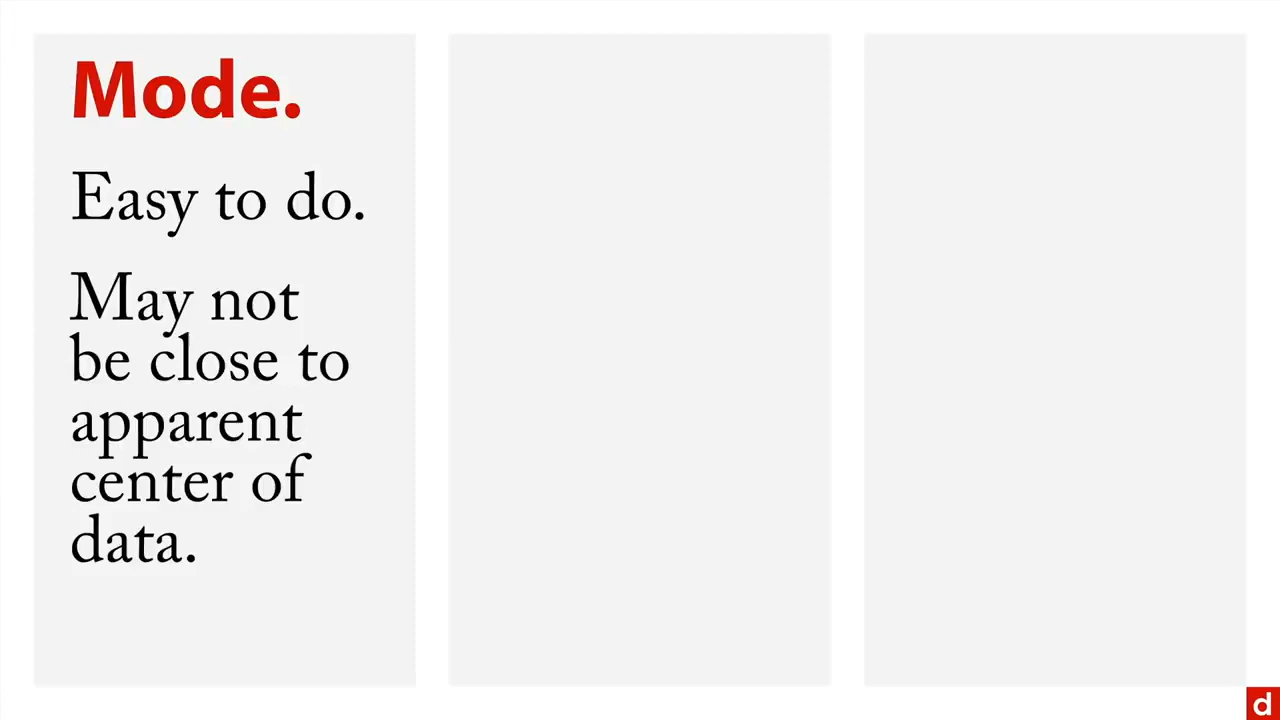 Mode.
Easy to do.
May not
be close to
apparent
center of
data.
d